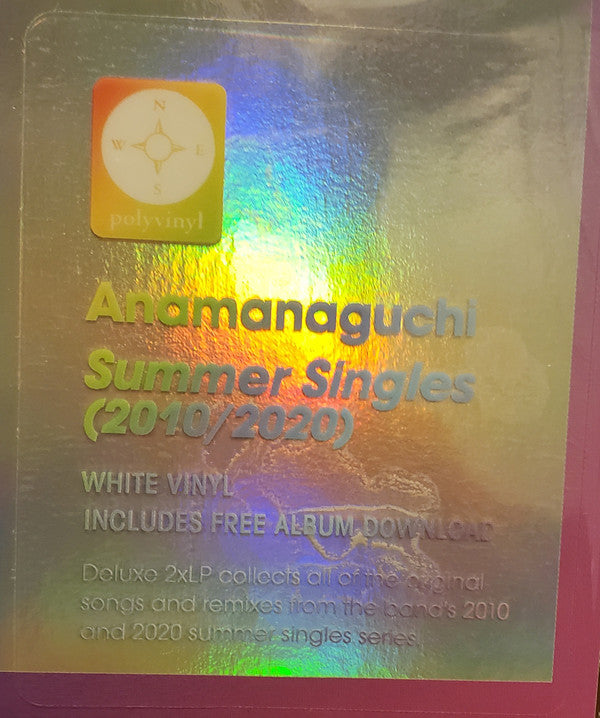 N
W E
S
polyvinyl
Anamanaguchi
Summer Singles
(2010/2020)
WHITE VINYL
INCLUDES FREE ALBUM DOWNLOAD
Deluxe 2xLP collects all of the original
songs and remixes from the band's 2010
and 2020 summer singles series.